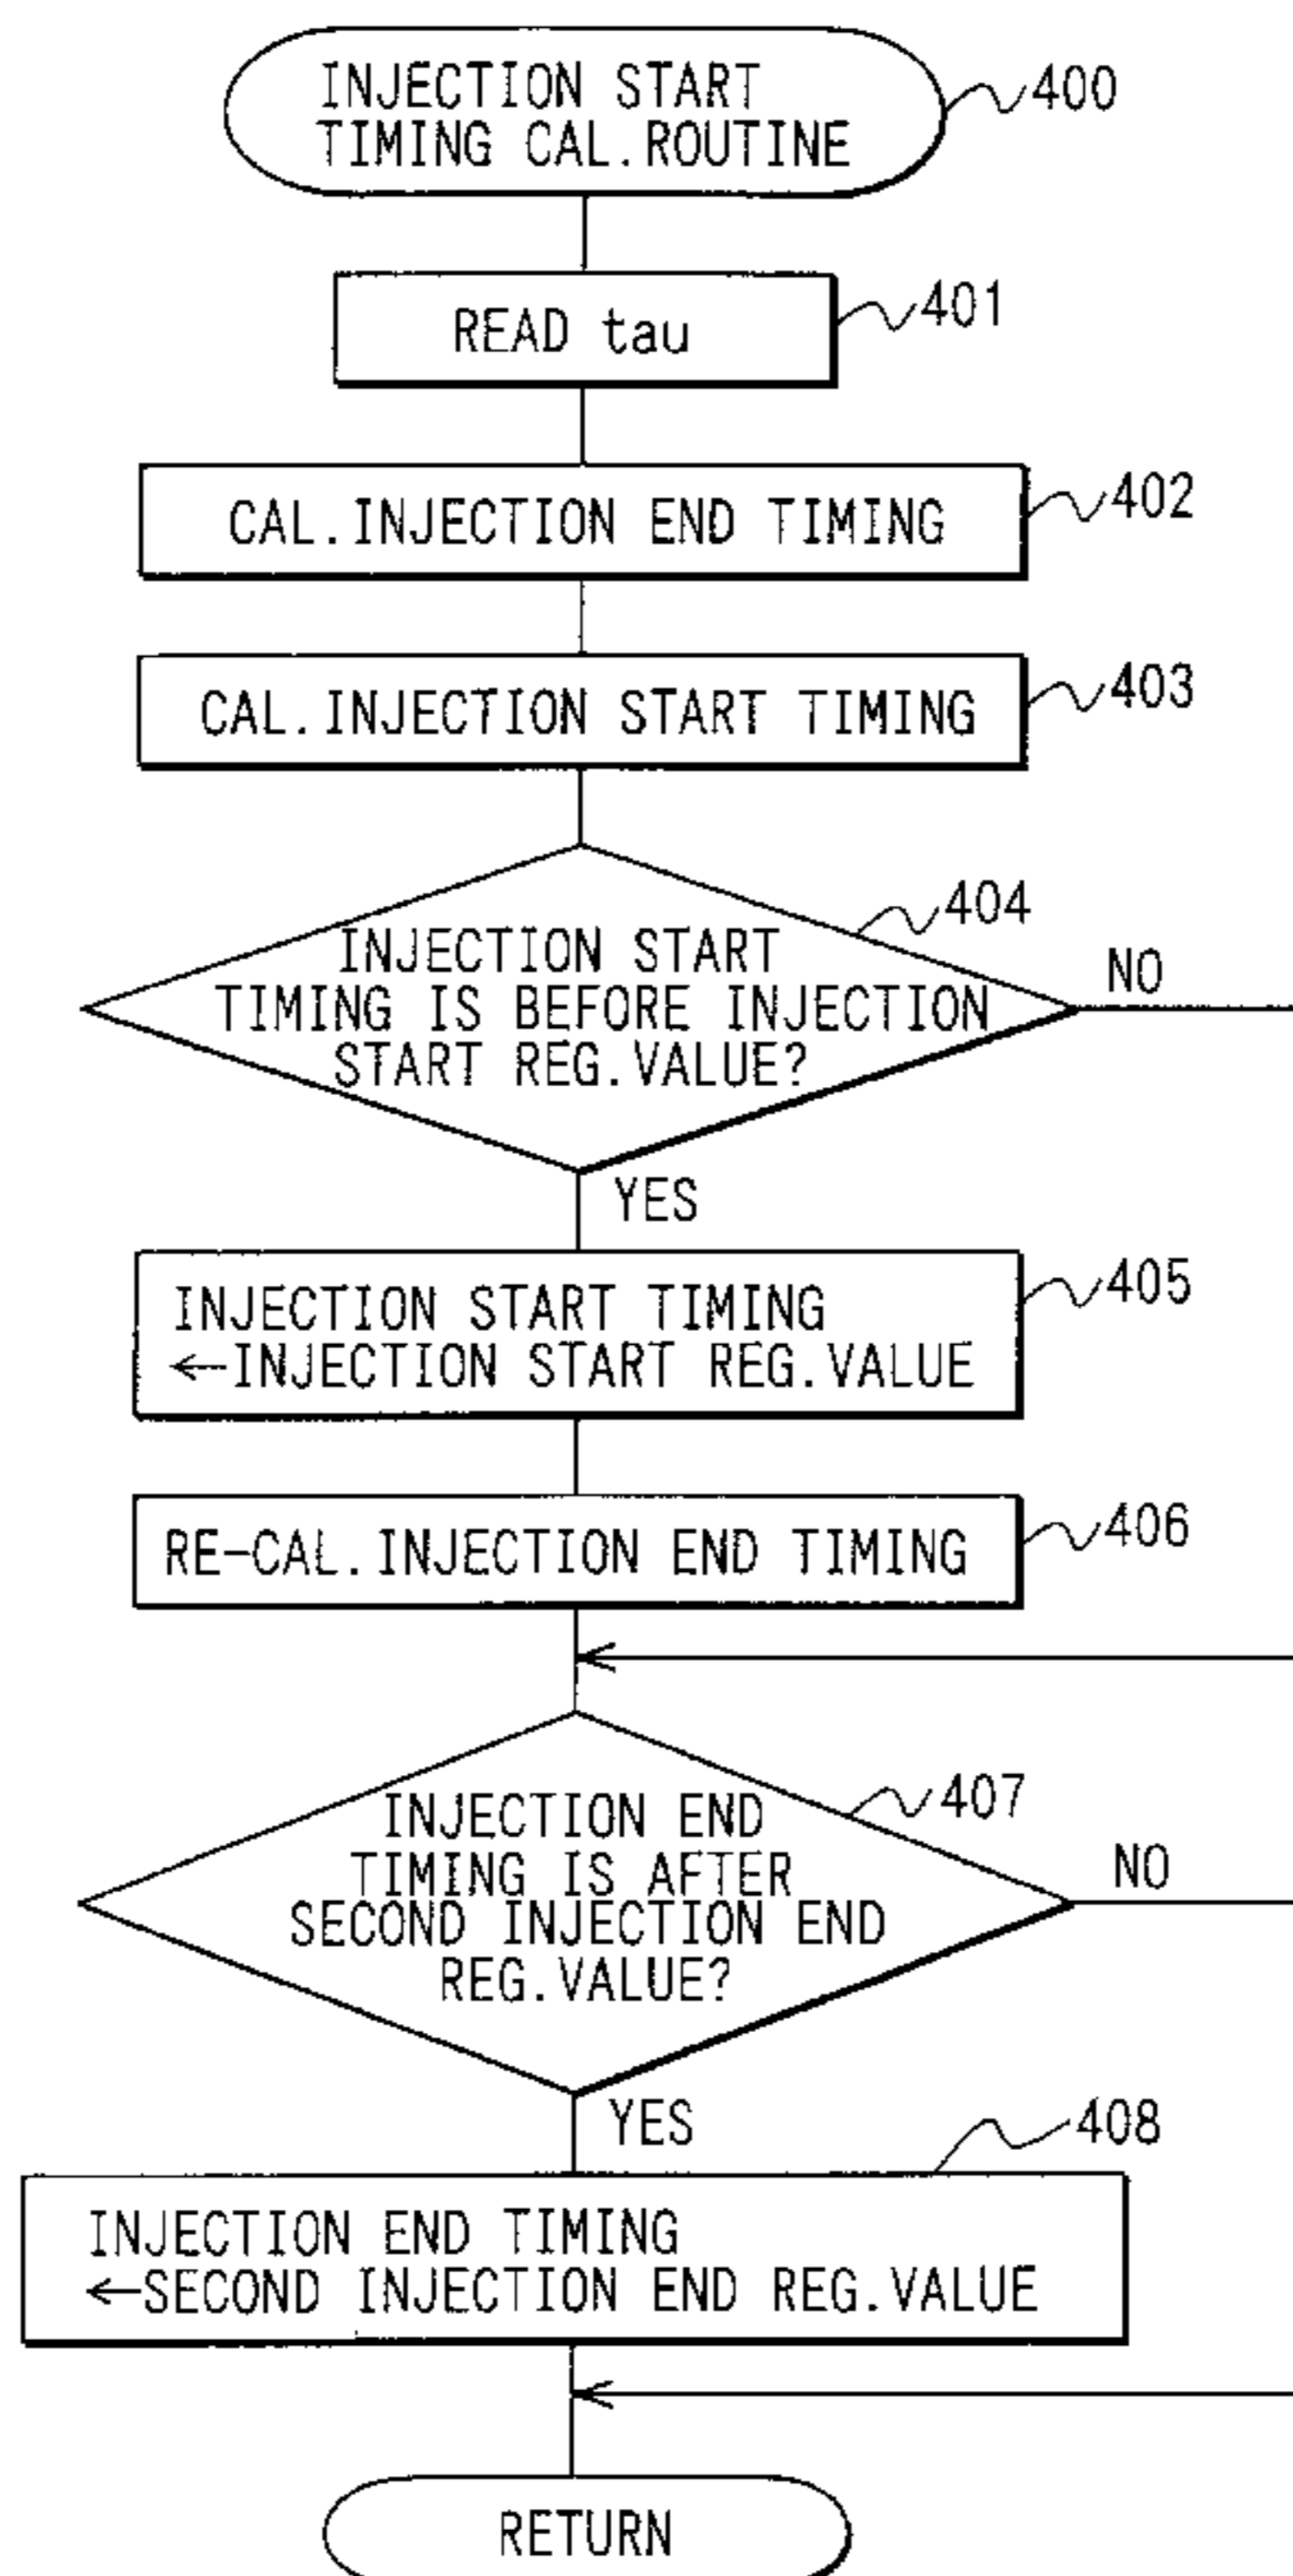 INJECTION START
TIMING CAL.ROUTINE
400
READ tau
401
CAL.INJECTION END TIMING
402
CAL.INJECTION START TIMING
403
404
INJECTION START
TIMING IS BEFORE INJECTION
START REG.VALUE?
NO
YES
INJECTION START TIMING
←INJECTION START REG.VALUE
405
RE-CAL.INJECTION END TIMING
406
407
INJECTION END
TIMING IS AFTER
SECOND INJECTION END
REG.VALUE?
NO
YES
408
INJECTION END TIMING
←SECOND INJECTION END REG.VALUE
RETURN